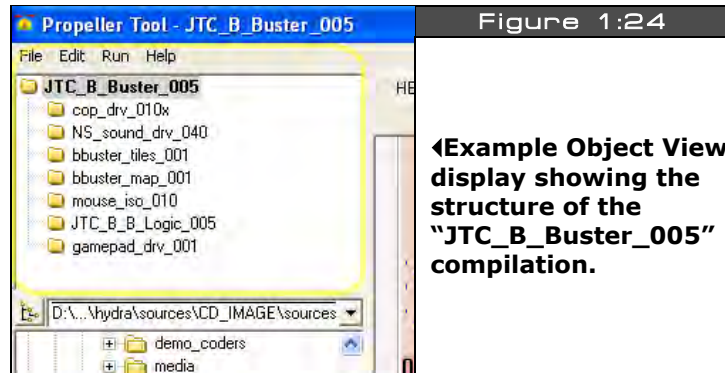 Propeller Tool - JTC_B_Buster_005
File Edit Run Help
JTC_B_Buster_005
cop_drv_010x
NS_sound_drv_040
bbuster_tiles_001
bbuster_map_001
mouse_iso_010
JTC_B_B_Logic_005
gamepad_drv_001
HE
D:\...\hydra\sources\CD_IMAGE\sources
demo_coders
media
Figure 1:24
Example Object View
display showing the
structure of the
“JTC_B_Buster_005”
compilation.